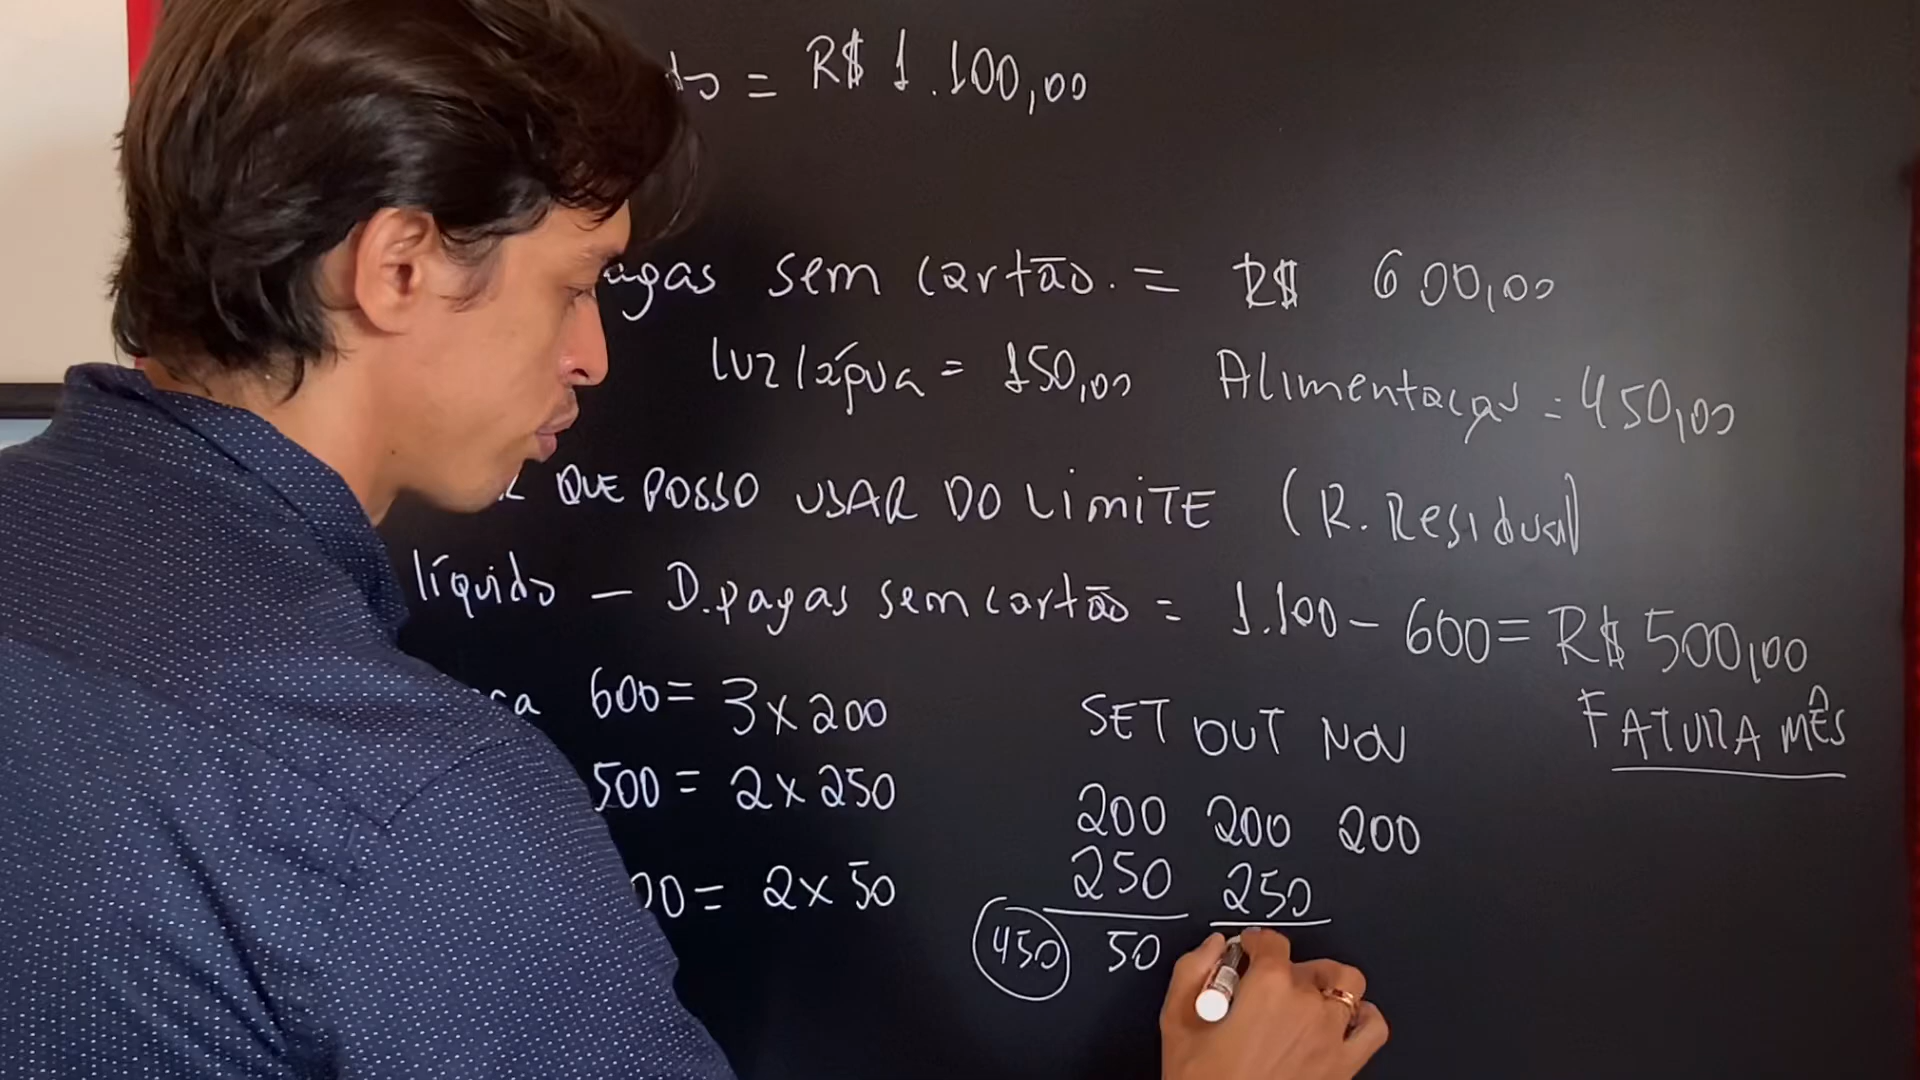 = R$ 1.100,00
sem cartão. = R$ 600,00
luz/água = 150,00 Alimentação = 450,00
QUE POSSO USAR DO LIMITE (R. Residual)
líquido - D.pagas sem cartão = 1.100 - 600 = R$ 500,00
FATURA MÊS
600 = 3 x 200
500 = 2 x 250
= 2 x 50
SET OUT NOV
200 200 200
250 250
450 50